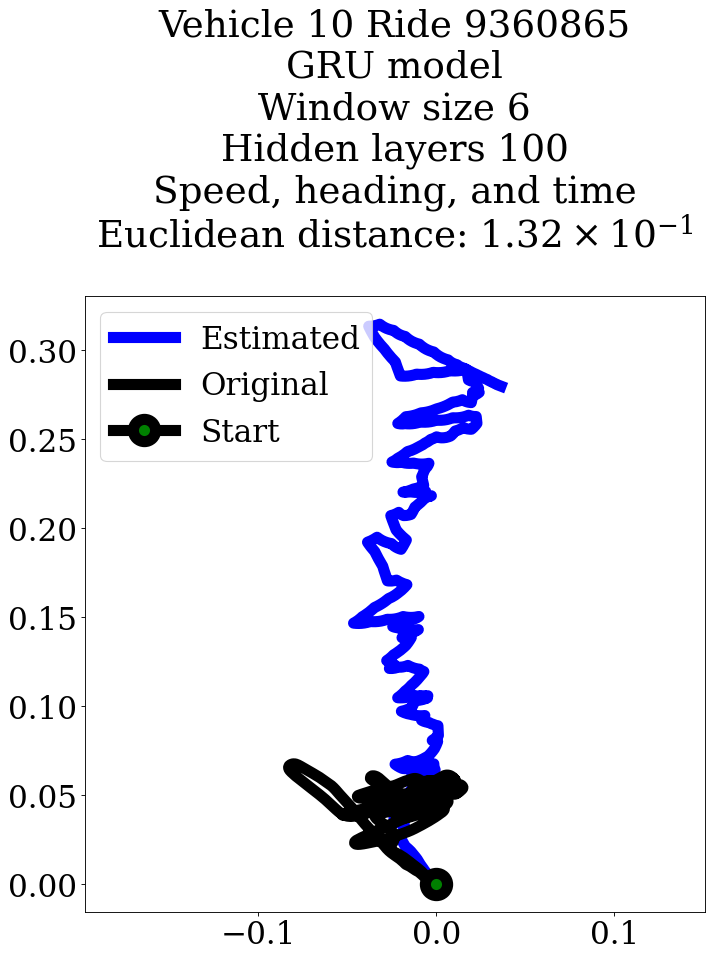 Vehicle 10 Ride 9360865
GRU model
Window size 6
Hidden layers 100
Speed, heading, and time
Euclidean distance: 1.32 × 10⁻¹
Estimated
Original
Start
0.30
0.25
0.20
0.15
0.10
0.05
0.00
−0.1 0.0 0.1